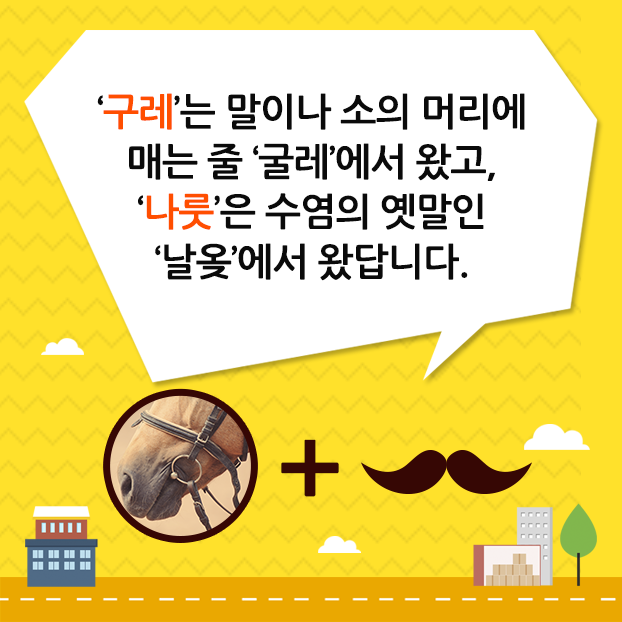 ‘구레’는 말이나 소의 머리에
매는 줄 ‘굴레’에서 왔고,
‘나룻’은 수염의 옛말인
‘날옺’에서 왔답니다.